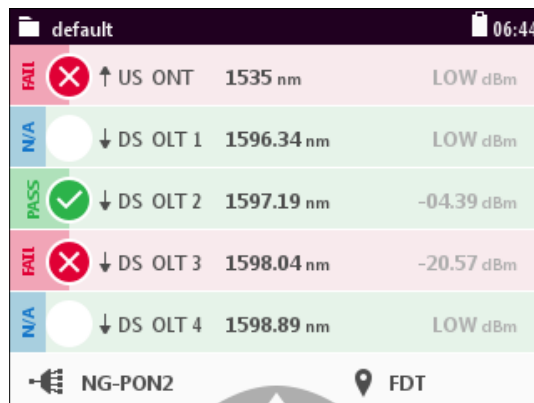 default 06:44
FAIL ↑ US ONT 1535 nm LOW dBm
N/A ↓ DS OLT 1 1596.34 nm LOW dBm
PASS ↓ DS OLT 2 1597.19 nm -04.39 dBm
FAIL ↓ DS OLT 3 1598.04 nm -20.57 dBm
N/A ↓ DS OLT 4 1598.89 nm LOW dBm
NG-PON2 FDT